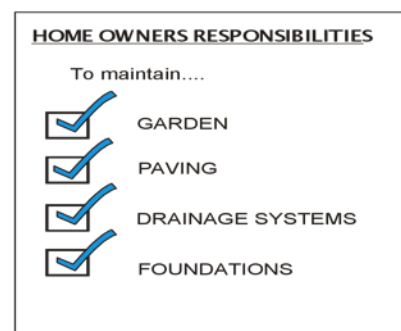 HOME OWNERS RESPONSIBILITIES
To maintain....
GARDEN
PAVING
DRAINAGE SYSTEMS
FOUNDATIONS